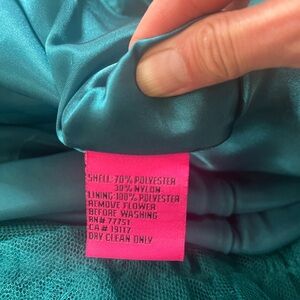 SHELL: 70% POLYESTER
30% NYLON
LINING: 100% POLYESTER
REMOVE FLOWER
BEFORE WASHING
RN# 77751
CA # 19117
DRY CLEAN ONLY